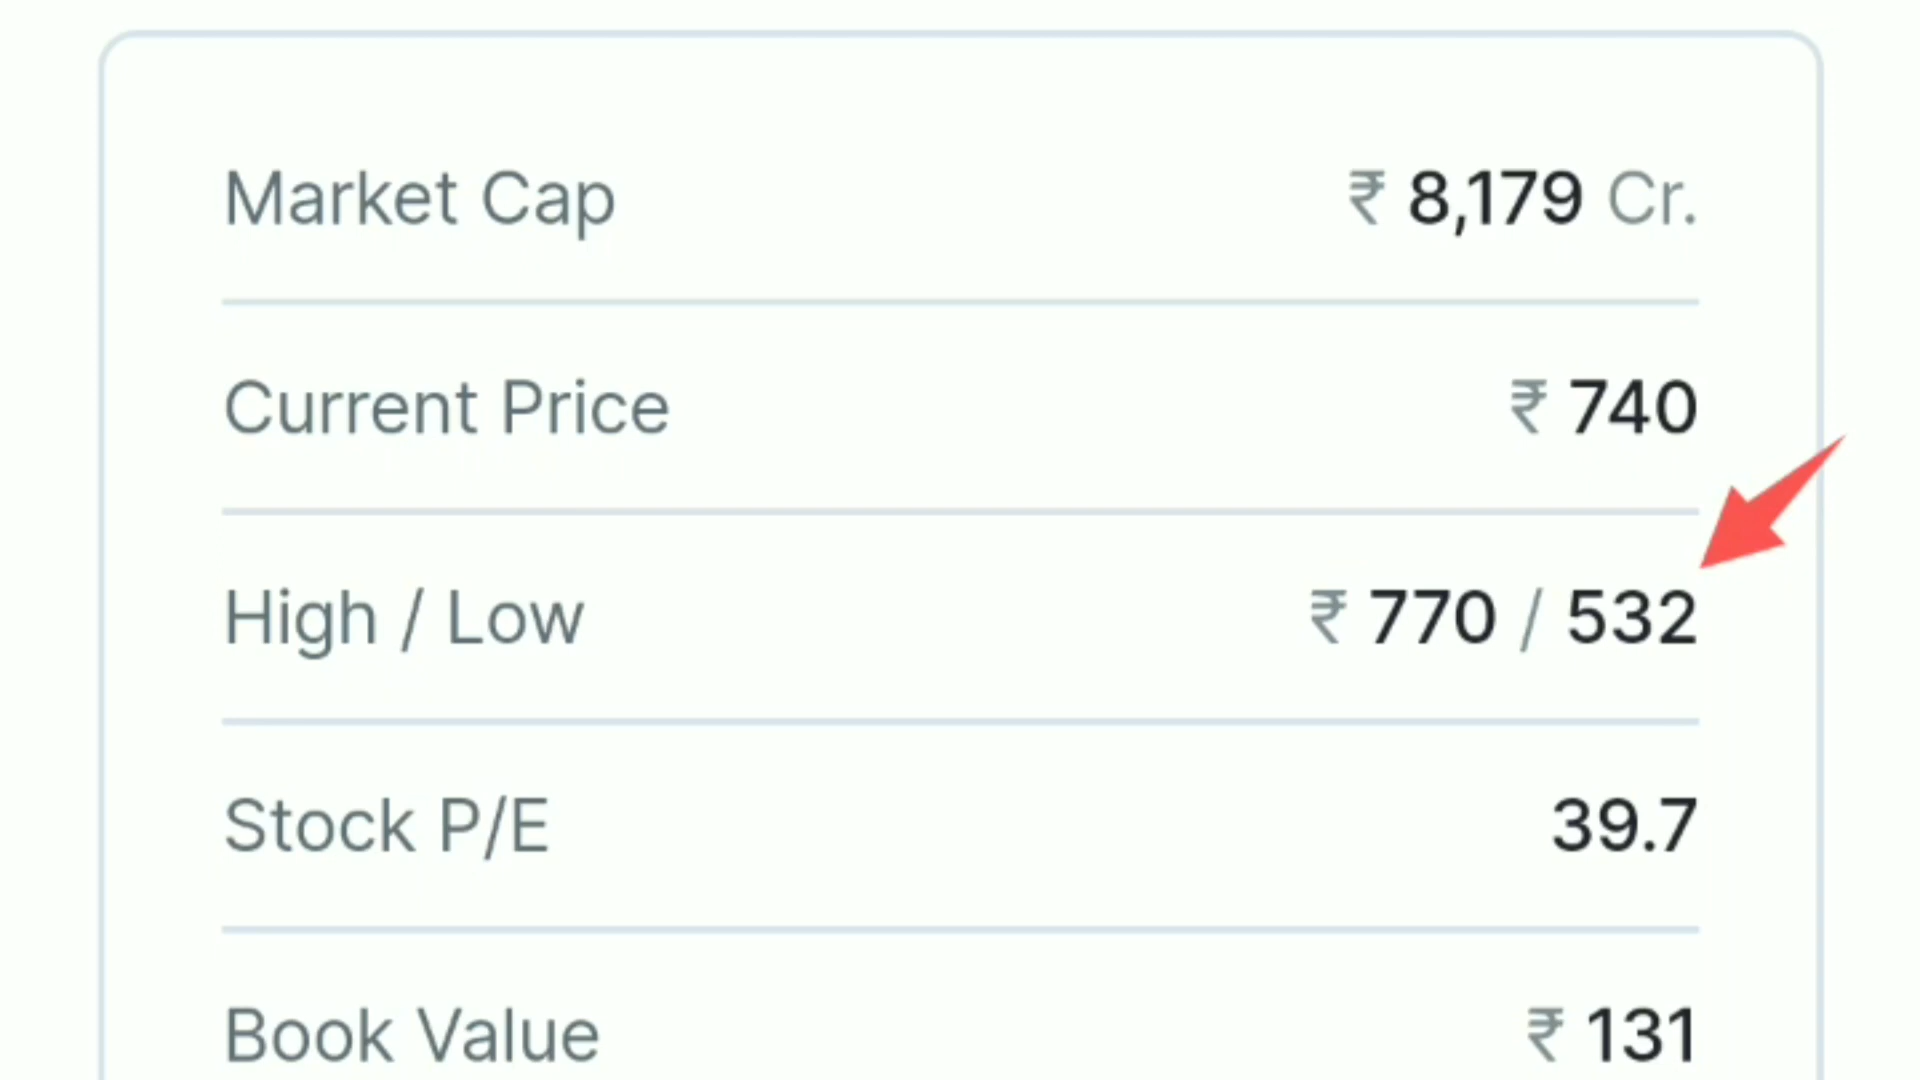 Market Cap ₹ 8,179 Cr.
Current Price ₹ 740
High / Low ₹ 770 / 532
Stock P/E 39.7
Book Value ₹ 131